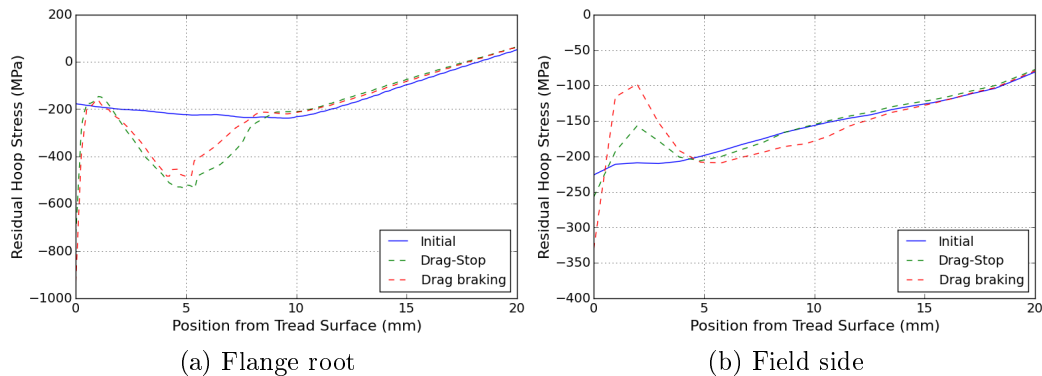 200
0
−200
−400
−600
−800
−1000
Residual Hoop Stress (MPa)
0
5
10
15
20
Position from Tread Surface (mm)
Initial
Drag-Stop
Drag braking
(a) Flange root
0
−50
−100
−150
−200
−250
−300
−350
−400
Residual Hoop Stress (MPa)
0
5
10
15
20
Position from Tread Surface (mm)
Initial
Drag-Stop
Drag braking
(b) Field side